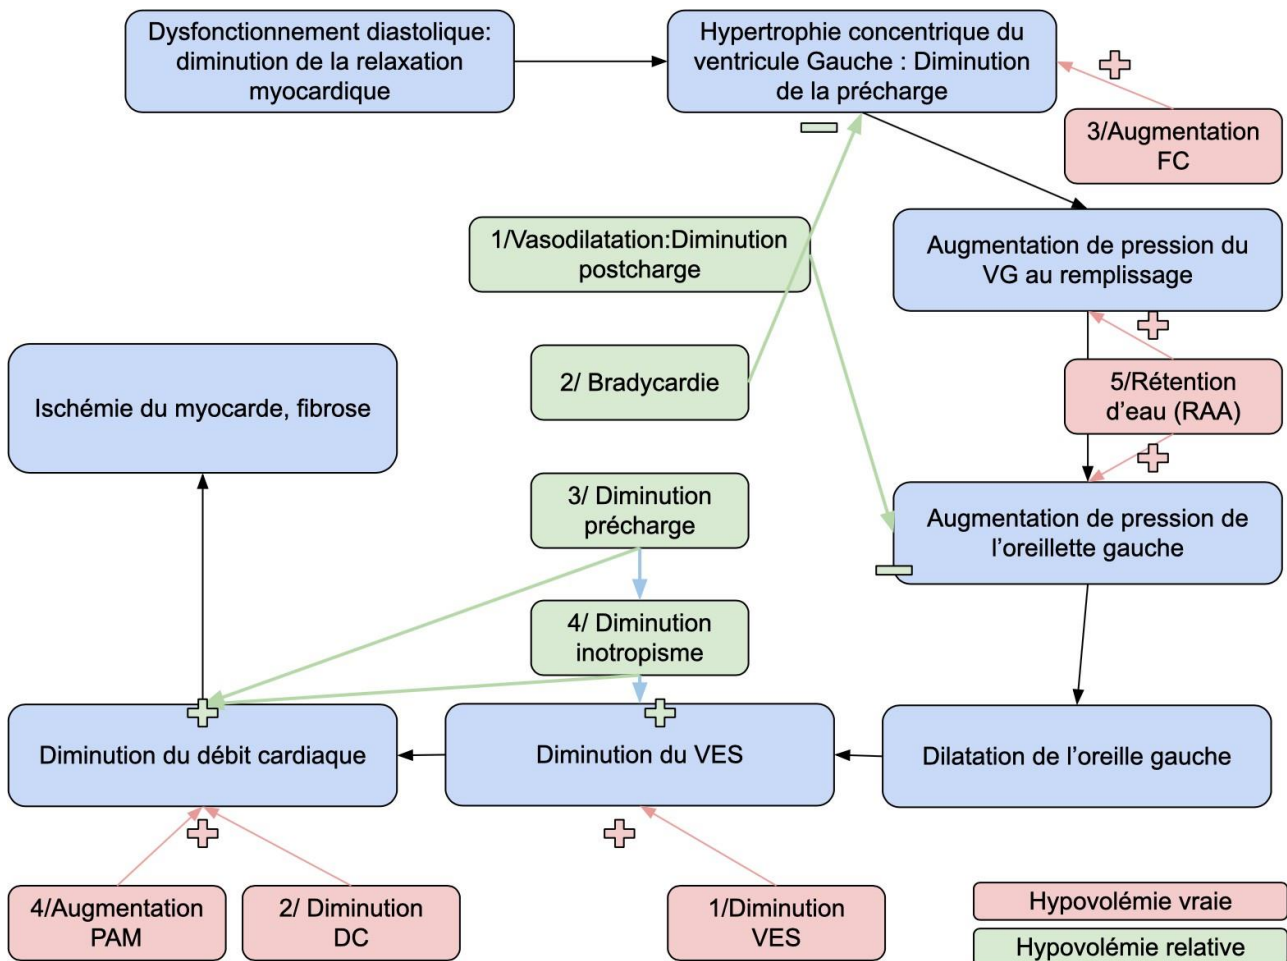 Dysfonctionnement diastolique:
diminution de la relaxation
myocardique
Hypertrophie concentrique du
ventricule Gauche : Diminution
de la précharge
3/Augmentation
FC
1/Vasodilatation:Diminution
postcharge
Augmentation de pression du
VG au remplissage
2/ Bradycardie
Ischémie du myocarde, fibrose
5/Rétention
d'eau (RAA)
3/ Diminution
précharge
Augmentation de pression de
l'oreillette gauche
4/ Diminution
inotropisme
Diminution du débit cardiaque
Diminution du VES
Dilatation de l'oreille gauche
4/Augmentation
PAM
2/ Diminution
DC
1/Diminution
VES
Hypovolémie vraie
Hypovolémie relative